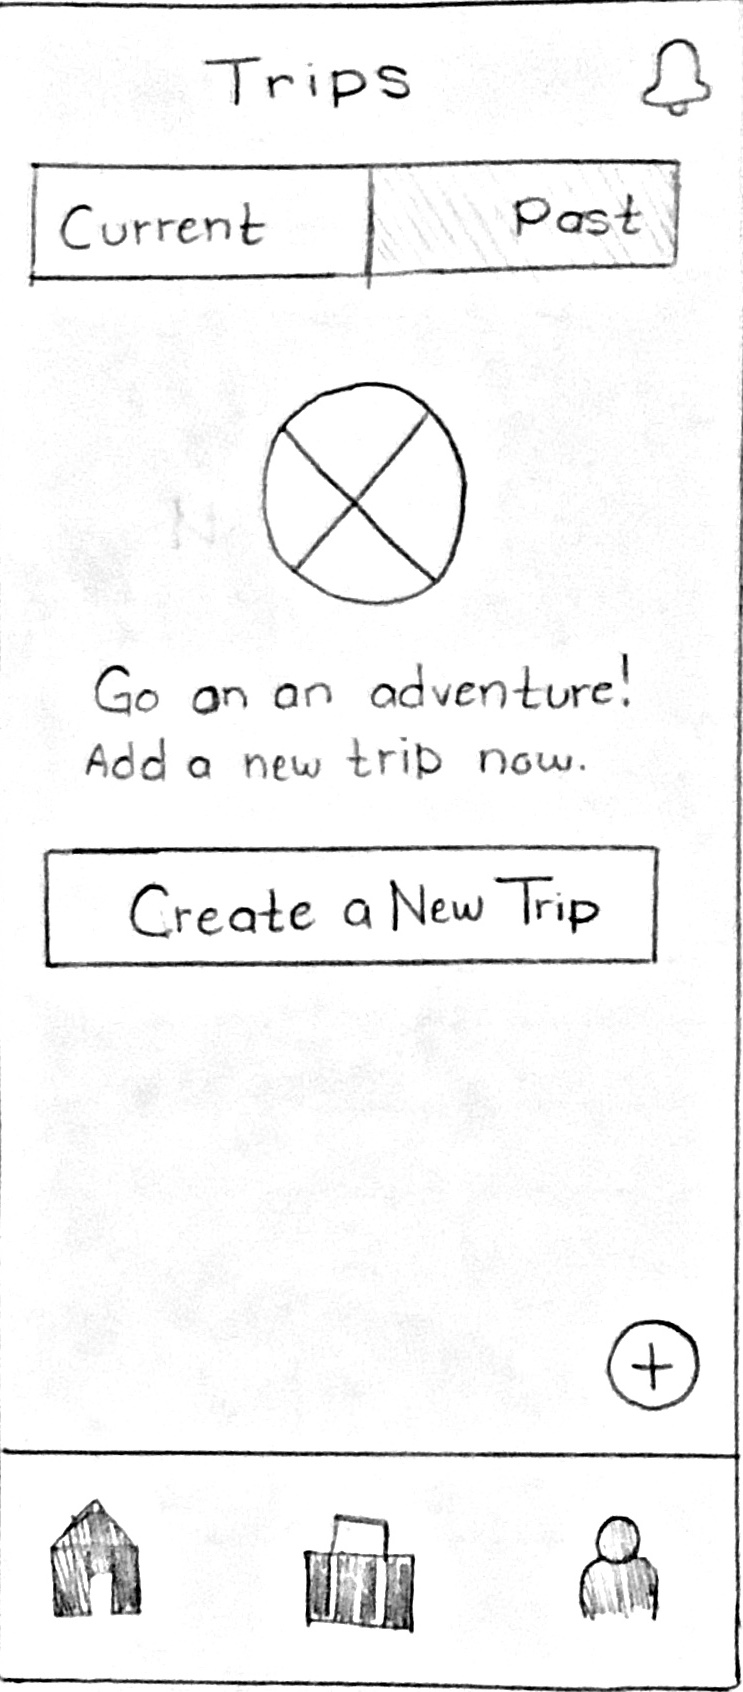 Trips
Current Past
Go on an adventure!
Add a new trip now.
Create a New Trip